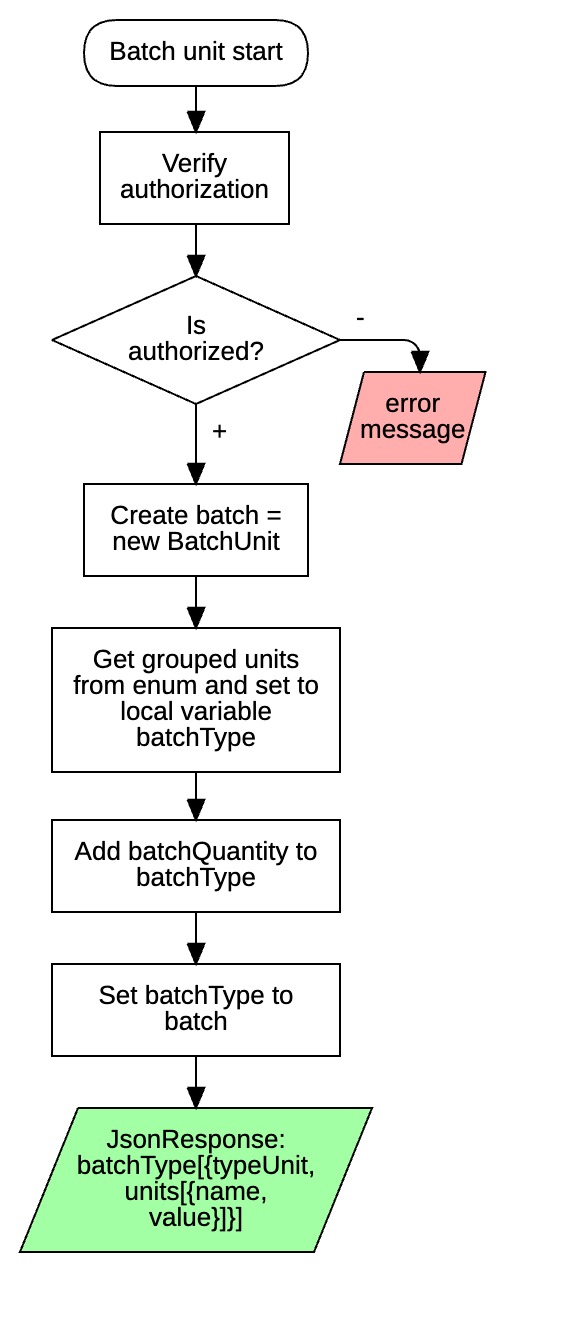 Batch unit start
Verify
authorization
Is
authorized?
-
error
message
+
Create batch =
new BatchUnit
Get grouped units
from enum and set to
local variable
batchType
Add batchQuantity to
batchType
Set batchType to
batch
JsonResponse:
batchType[{typeUnit,
units[{name,
value}]}]